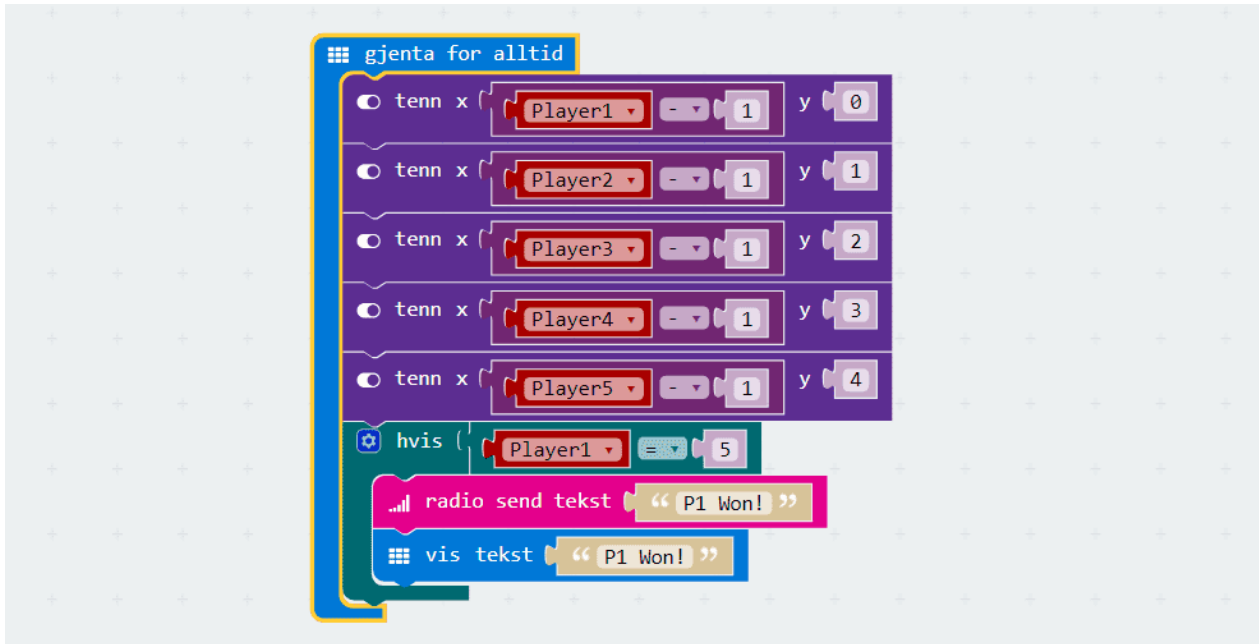 gjenta for alltid
tenn x Player1 - 1 y 0
tenn x Player2 - 1 y 1
tenn x Player3 - 1 y 2
tenn x Player4 - 1 y 3
tenn x Player5 - 1 y 4
hvis Player1 = 5
radio send tekst “ P1 Won! ”
vis tekst “ P1 Won! ”